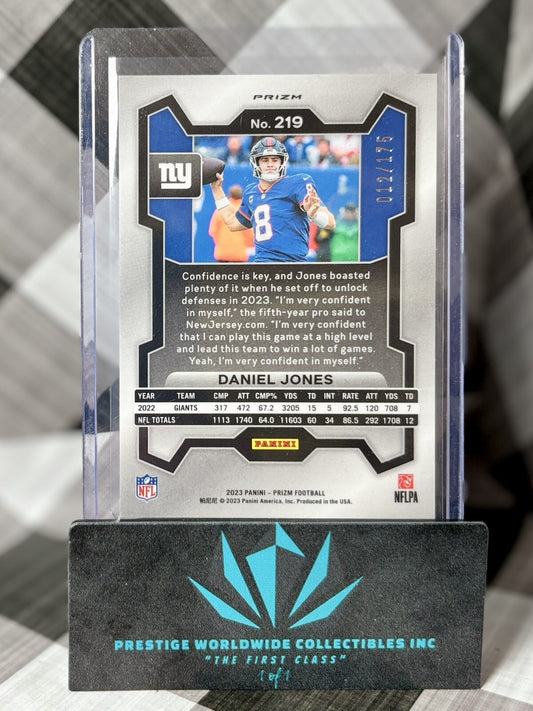 PRIZM
No. 219
ny
012/175
8
8
Confidence is key, and Jones boasted
plenty of it when he set off to unlock
defenses in 2023. "I'm very confident
in myself," the fifth-year pro said to
NewJersey.com. "I'm very confident
that I can play this game at a high level
and lead this team to win a lot of games.
Yeah, I'm very confident in myself."
DANIEL JONES
YEAR TEAM CMP ATT CMP% YDS TD INT RATE ATT YDS TD
2022 GIANTS 317 472 67.2 3205 15 5 92.5 120 708 7
NFL TOTALS 1113 1740 64.0 11603 60 34 86.5 292 1708 12
PANINI
NFL
2023 PANINI – PRIZM FOOTBALL
帕尼尼 © 2023 Panini America, Inc. Produced in the USA.
NFLPA
PRESTIGE WORLDWIDE COLLECTIBLES INC
"THE FIRST CLASS"
1 of 1